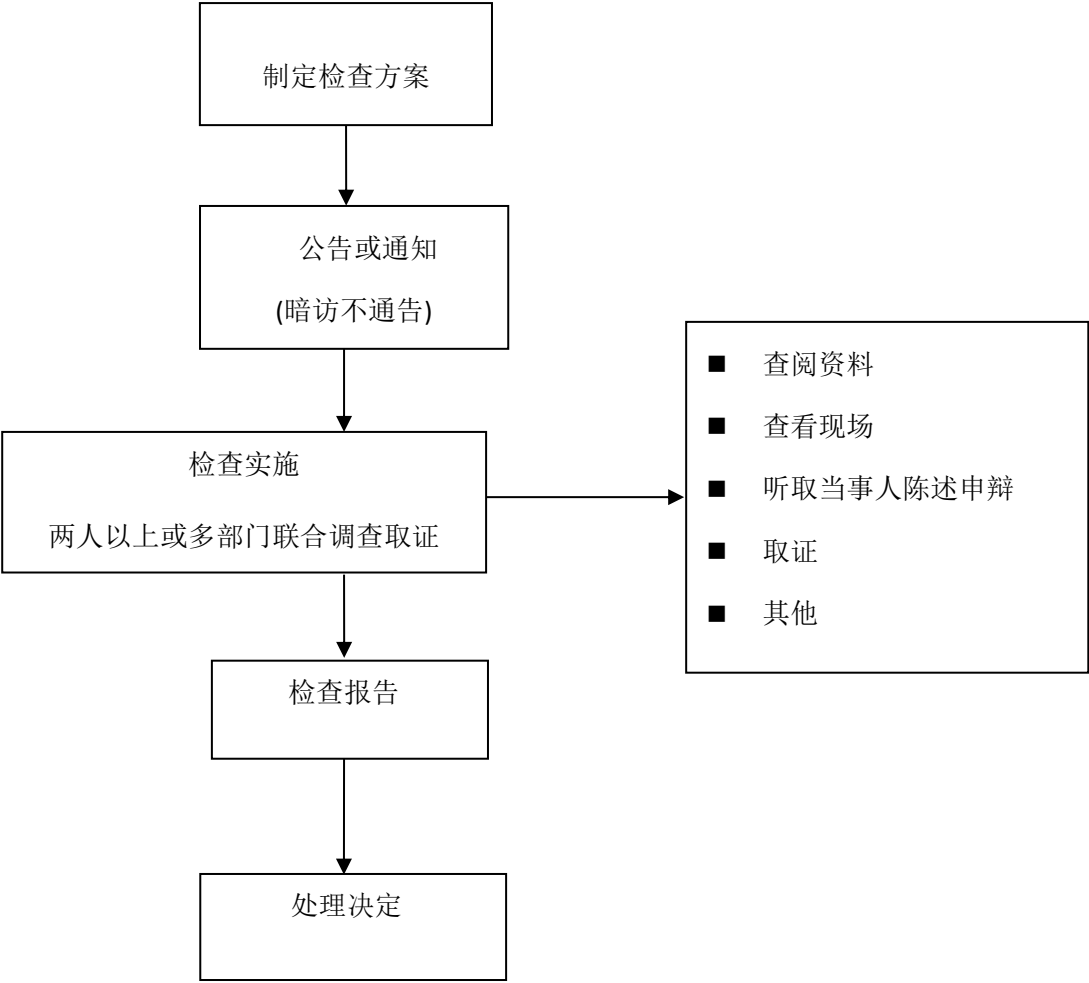 制定检查方案
公告或通知
(暗访不通告)
检查实施
两人以上或多部门联合调查取证
■ 查阅资料
■ 查看现场
■ 听取当事人陈述申辩
■ 取证
■ 其他
检查报告
处理决定